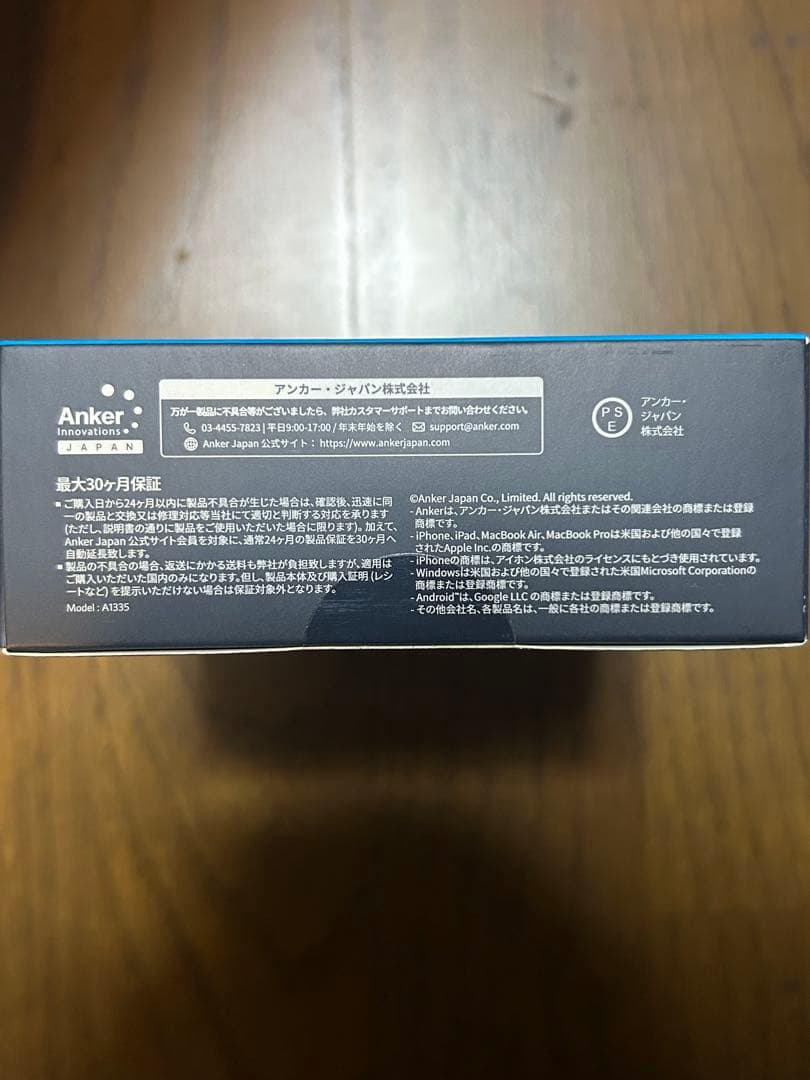 Anker
Innovations
JAPAN
アンカー・ジャパン株式会社
万が一製品に不具合等がございましたら、弊社カスタマーサポートまでお問い合わせください。
03-4455-7823 | 平日9:00-17:00 / 年末年始を除く support@anker.com
Anker Japan 公式サイト： https://www.ankerjapan.com
PSE
アンカー・
ジャパン
株式会社
最大30ヶ月保証
■ ご購入日から24ヶ月以内に製品不具合が生じた場合は、確認後、迅速に同
一の製品と交換又は修理対応等当社にて適切と判断する対応を承ります
(ただし、説明書の通りに製品をご使用いただいた場合に限ります)。加えて、
Anker Japan 公式サイト会員を対象に、通常24ヶ月の製品保証を30ヶ月へ
自動延長致します。
■ 製品の不具合の場合、返送にかかる送料も弊社が負担致しますが、適用は
ご購入いただいた国内のみになります。但し、製品本体及び購入証明 (レシ
ートなど) を提示いただけない場合は保証対象外となります。
Model : A1335
©Anker Japan Co., Limited. All rights reserved.
- Ankerは、アンカー・ジャパン株式会社またはその関連会社の商標または登録
商標です。
- iPhone、iPad、MacBook Air、MacBook Proは米国および他の国々で登録
されたApple Inc.の商標です。
- iPhoneの商標は、アイホン株式会社のライセンスにもとづき使用されています。
- Windowsは米国および他の国々で登録された米国Microsoft Corporationの
商標または登録商標です。
- Android™は、Google LLC の商標または登録商標です。
- その他会社名、各製品名は、一般に各社の商標または登録商標です。